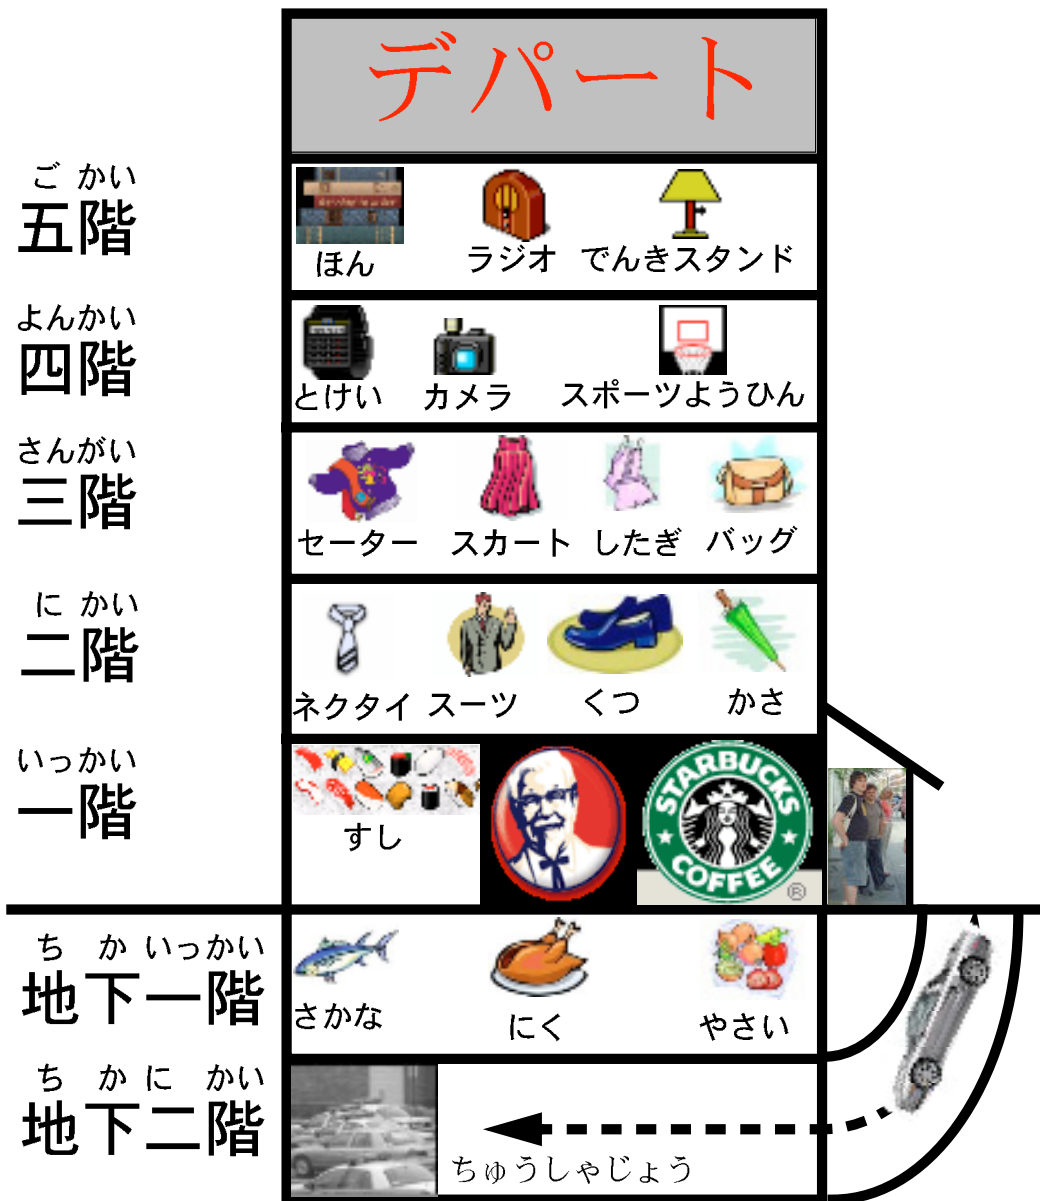 デパート
ご かい
五階
ほん ラジオ でんきスタンド
よんかい
四階
とけい カメラ スポーツようひん
さんがい
三階
セーター スカート したぎ バッグ
に かい
二階
ネクタイ スーツ くつ かさ
いっかい
一階
すし
STARBUCKS
COFFEE
®
ち か いっかい
地下一階
さかな にく やさい
ち か に かい
地下二階
ちゅうしゃじょう